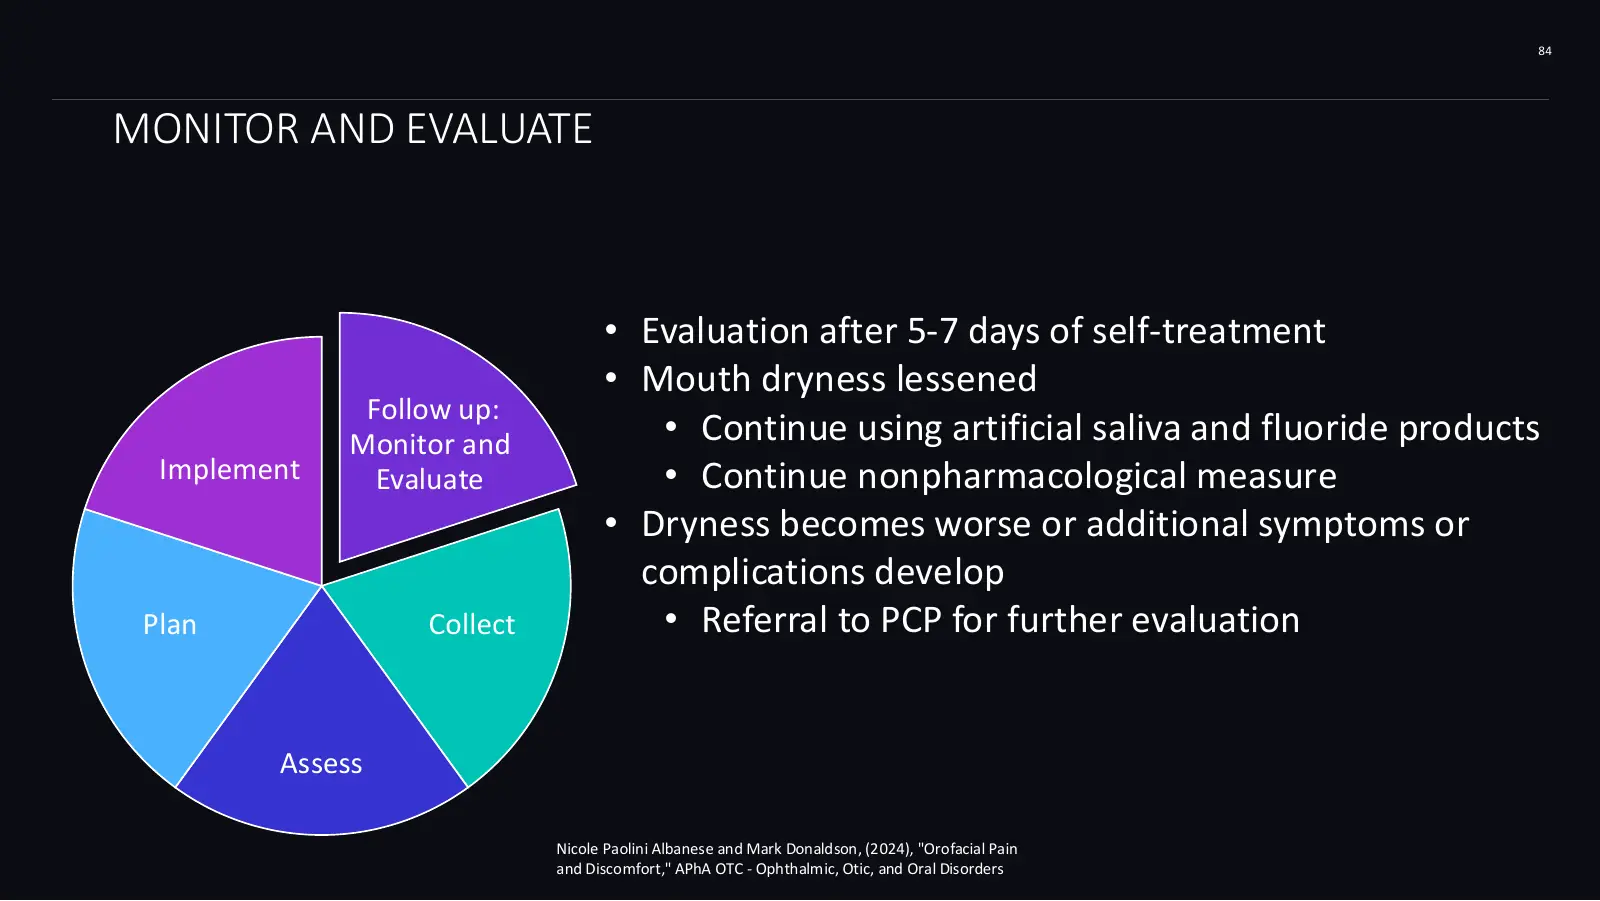 84
MONITOR AND EVALUATE
Follow up:
Monitor and
Evaluate
Implement
Plan
Collect
Assess
• Evaluation after 5-7 days of self-treatment
• Mouth dryness lessened
• Continue using artificial saliva and fluoride products
• Continue nonpharmacological measure
• Dryness becomes worse or additional symptoms or
complications develop
• Referral to PCP for further evaluation
Nicole Paolini Albanese and Mark Donaldson, (2024), "Orofacial Pain
and Discomfort," APhA OTC - Ophthalmic, Otic, and Oral Disorders